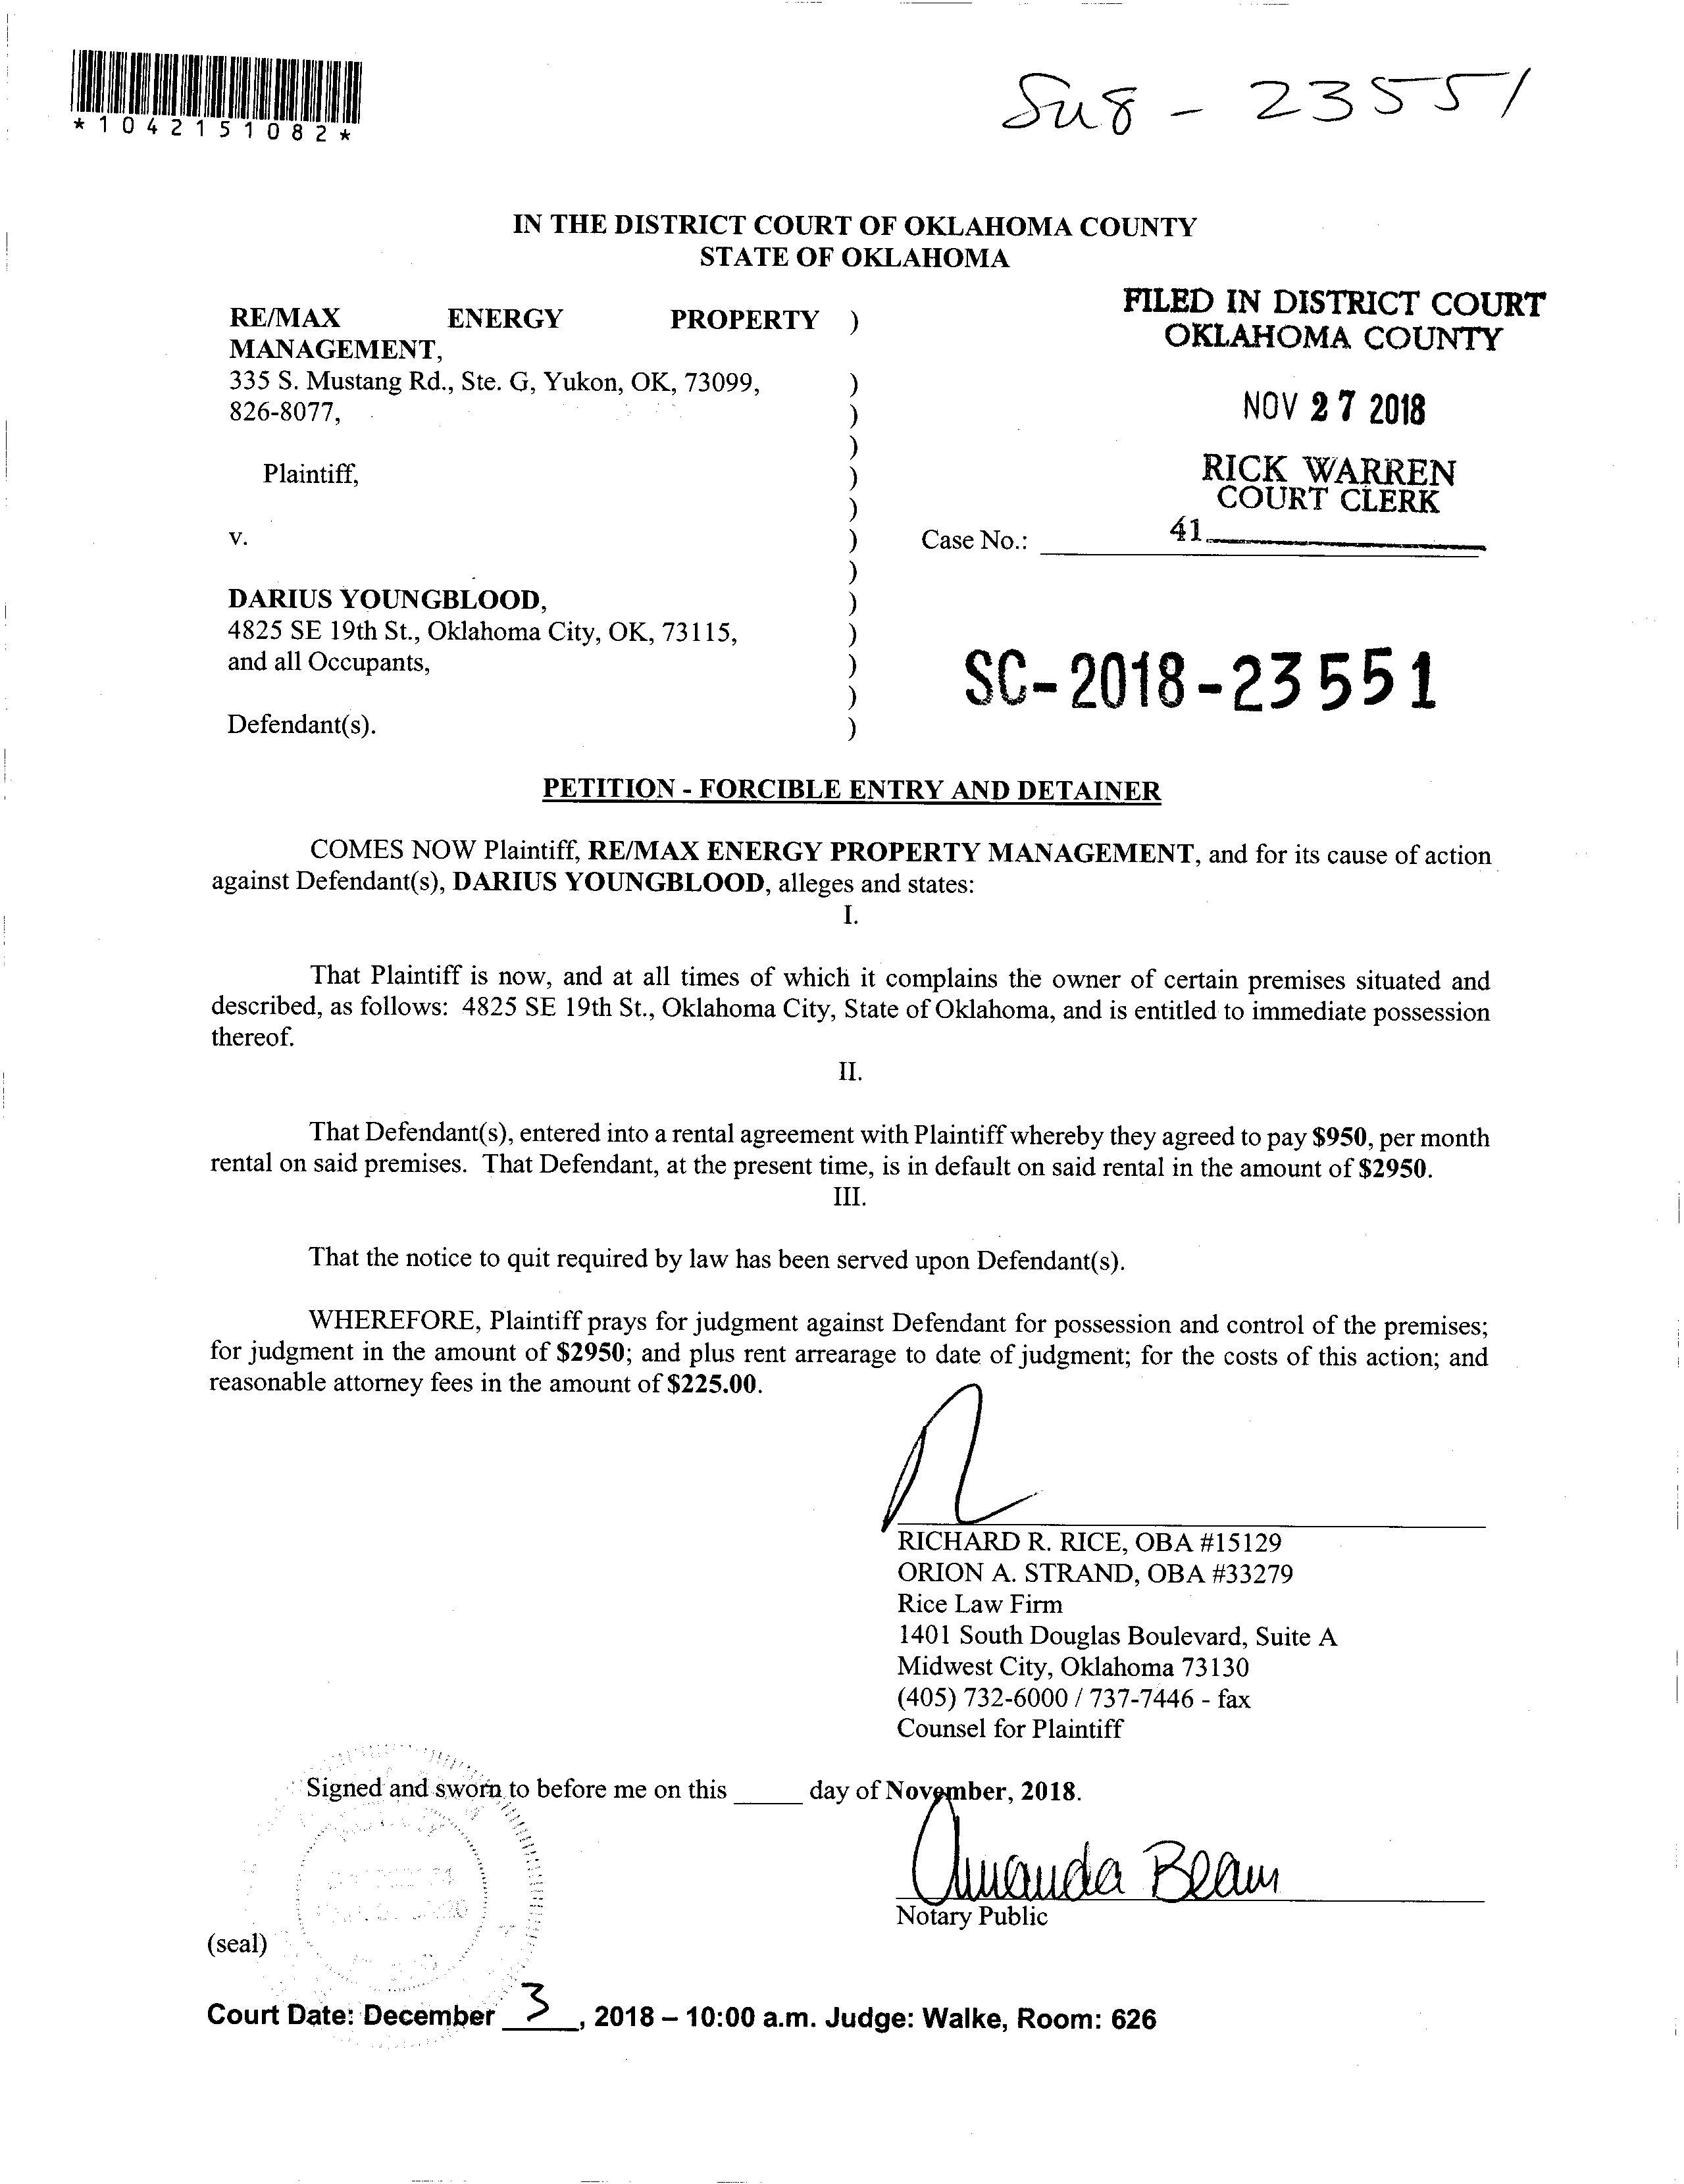 *1042151082*
Su8 - 23551
IN THE DISTRICT COURT OF OKLAHOMA COUNTY
STATE OF OKLAHOMA
RE/MAX ENERGY PROPERTY )
MANAGEMENT,
335 S. Mustang Rd., Ste. G, Yukon, OK, 73099, )
826-8077, )
)
Plaintiff, )
)
v. ) Case No.:
)
DARIUS YOUNGBLOOD, )
4825 SE 19th St., Oklahoma City, OK, 73115, )
and all Occupants, )
)
Defendant(s). )
FILED IN DISTRICT COURT
OKLAHOMA COUNTY
NOV 27 2018
RICK WARREN
COURT CLERK
41
SC-2018-23551
PETITION - FORCIBLE ENTRY AND DETAINER
COMES NOW Plaintiff, RE/MAX ENERGY PROPERTY MANAGEMENT, and for its cause of action
against Defendant(s), DARIUS YOUNGBLOOD, alleges and states:
I.
That Plaintiff is now, and at all times of which it complains the owner of certain premises situated and
described, as follows: 4825 SE 19th St., Oklahoma City, State of Oklahoma, and is entitled to immediate possession
thereof.
II.
That Defendant(s), entered into a rental agreement with Plaintiff whereby they agreed to pay $950, per month
rental on said premises. That Defendant, at the present time, is in default on said rental in the amount of $2950.
III.
That the notice to quit required by law has been served upon Defendant(s).
WHEREFORE, Plaintiff prays for judgment against Defendant for possession and control of the premises;
for judgment in the amount of $2950; and plus rent arrearage to date of judgment; for the costs of this action; and
reasonable attorney fees in the amount of $225.00.
RICHARD R. RICE, OBA #15129
ORION A. STRAND, OBA #33279
Rice Law Firm
1401 South Douglas Boulevard, Suite A
Midwest City, Oklahoma 73130
(405) 732-6000 / 737-7446 - fax
Counsel for Plaintiff
Signed and sworn to before me on this _____ day of November, 2018.
Amanda Beam
Notary Public
(seal)
Court Date: December 3, 2018 – 10:00 a.m. Judge: Walke, Room: 626